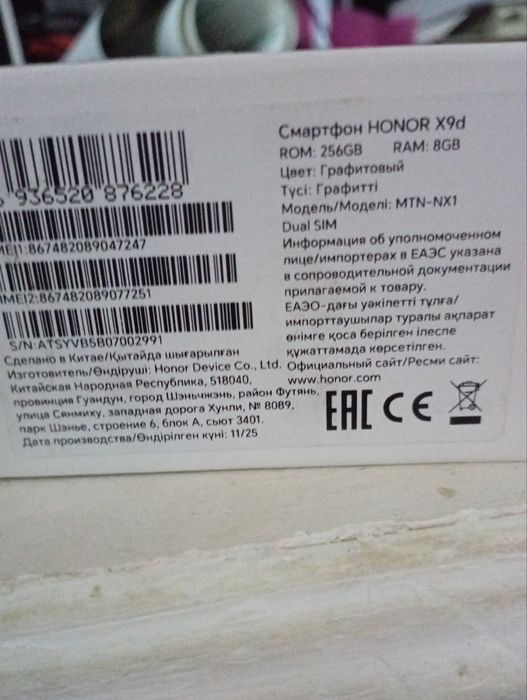 6 936520 876228
IMEI1:867482089047247
IMEI2:867482089077251
S/N:ATSYVB5B07002991
Сделано в Китае/Қытайда шығарылған
Изготовитель/Өндіруші: Honor Device Co., Ltd.
Китайская Народная Республика, 518040,
провинция Гуандун, город Шэньчжэнь, район Футянь,
улица Сянмиху, западная дорога Хунли, № 8089,
парк Шэнье, строение 6, блок А, сьют 3401.
Дата производства/Өндірілген күні: 11/25
Смартфон HONOR X9d
ROM: 256GB RAM: 8GB
Цвет: Графитовый
Түсі: Графитті
Модель/Моделі: MTN-NX1
Dual SIM
Информация об уполномоченном
лице/импортерах в ЕАЭС указана
в сопроводительной документации
прилагаемой к товару.
ЕАЭО-дағы уәкілетті тұлға/
импорттаушылар туралы ақпарат
өнімге қоса берілген ілеспе
құжаттамада көрсетілген.
Официальный сайт/Ресми сайт:
www.honor.com
EAC CE